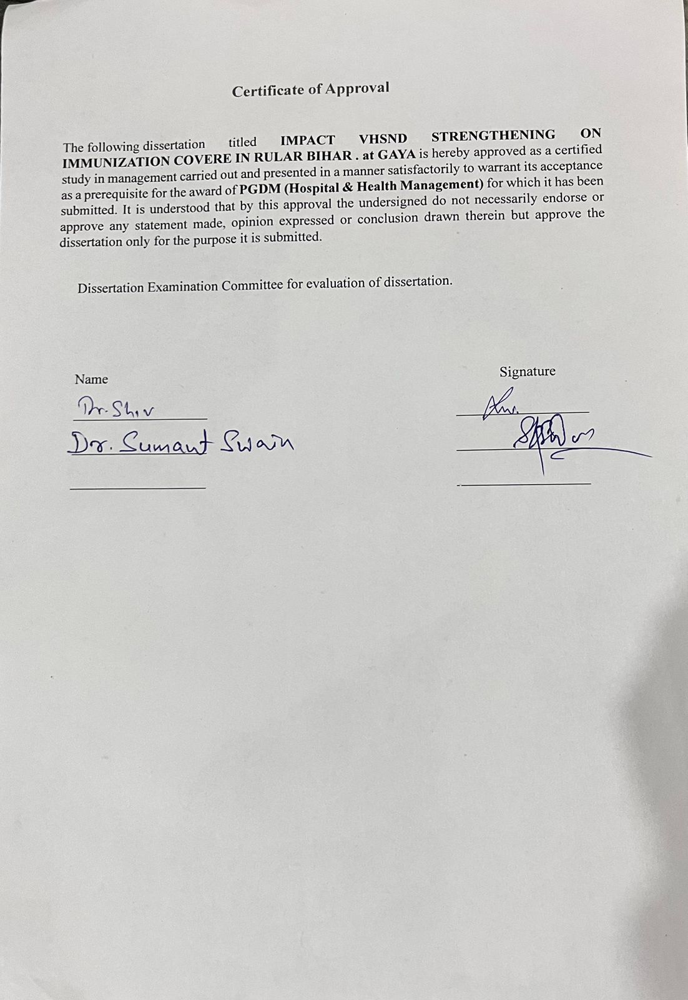 Certificate of Approval
The following dissertation titled IMPACT VHSND STRENGTHENING ON
IMMUNIZATION COVERE IN RULAR BIHAR . at GAYA is hereby approved as a certified
study in management carried out and presented in a manner satisfactorily to warrant its acceptance
as a prerequisite for the award of PGDM (Hospital & Health Management) for which it has been
submitted. It is understood that by this approval the undersigned do not necessarily endorse or
approve any statement made, opinion expressed or conclusion drawn therein but approve the
dissertation only for the purpose it is submitted.
Dissertation Examination Committee for evaluation of dissertation.
Name Signature
Dr. Shiv
Dr. Sumant Swain